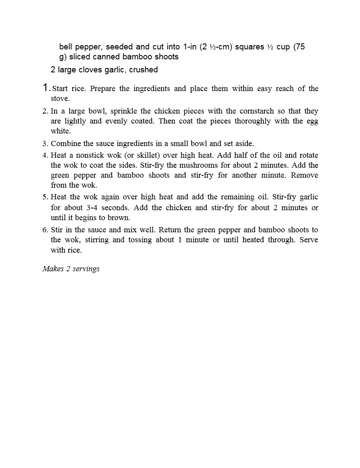 bell pepper, seeded and cut into 1-in (2 ½-cm) squares ½ cup (75
g) sliced canned bamboo shoots
2 large cloves garlic, crushed
1. Start rice. Prepare the ingredients and place them within easy reach of the
stove.
2. In a large bowl, sprinkle the chicken pieces with the cornstarch so that they
are lightly and evenly coated. Then coat the pieces thoroughly with the egg
white.
3. Combine the sauce ingredients in a small bowl and set aside.
4. Heat a nonstick wok (or skillet) over high heat. Add half of the oil and rotate
the wok to coat the sides. Stir-fry the mushrooms for about 2 minutes. Add the
green pepper and bamboo shoots and stir-fry for another minute. Remove
from the wok.
5. Heat the wok again over high heat and add the remaining oil. Stir-fry garlic
for about 3-4 seconds. Add the chicken and stir-fry for about 2 minutes or
until it begins to brown.
6. Stir in the sauce and mix well. Return the green pepper and bamboo shoots to
the wok, stirring and tossing about 1 minute or until heated through. Serve
with rice.
Makes 2 servings